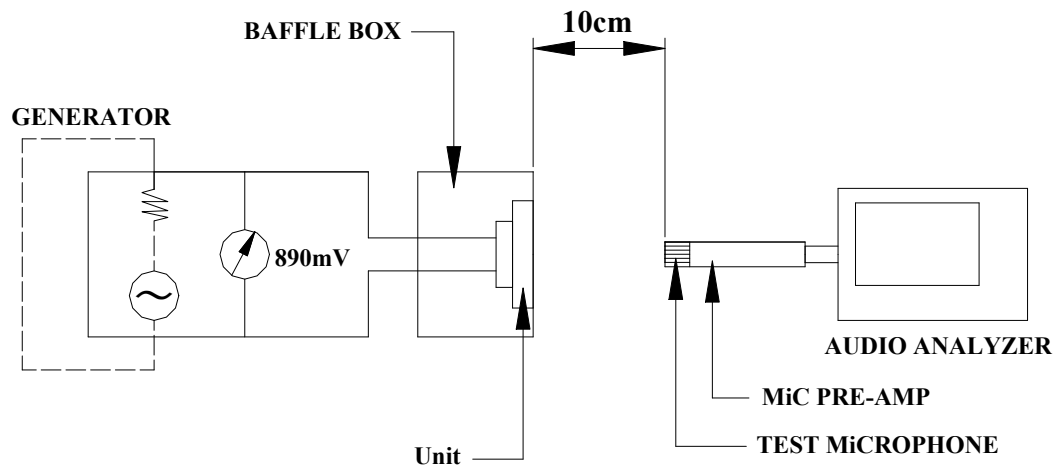 10cm
BAFFLE BOX
GENERATOR
890mV
AUDIO ANALYZER
MiC PRE-AMP
TEST MiCROPHONE
Unit